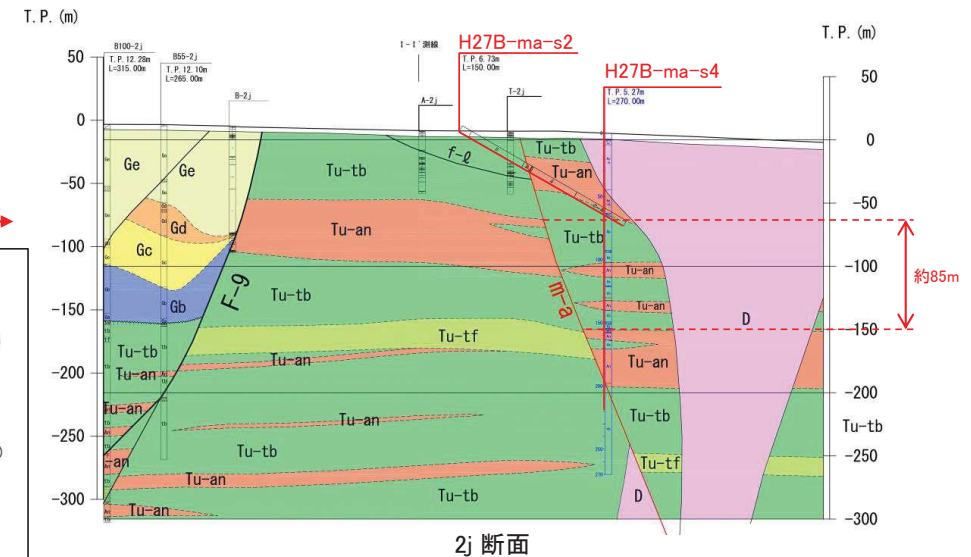 T.P.(m)
T.P.(m)
B100-2j
T.P.12.28m
L=315.00m
B55-2j
T.P.12.10m
L=265.00m
B-2j
I-I'測線
A-2j
H27B-ma-s2
T.P.6.73m
L=150.00m
T-2j
H27B-ma-s4
T.P.5.27m
L=270.00m
50
0
-50
-100
-150
-200
-250
-300
50
0
-50
-100
-150
-200
-250
-300
Ge
Ge
Gd
Gc
Gb
F-9
f-ℓ
m-a
Tu-tb
Tu-tb
Tu-an
Tu-an
Tu-tb
Tu-an
Tu-an
Tu-tb
Tu-tf
Tu-an
D
約85m
Tu-tb
Tu-an
Tu-an
Tu-an
Tu-an
Tu-tb
Tu-tb
Tu-tb
-an
Tu-an
Tu-tf
Tu-an
Tu-tb
D
2j 断面